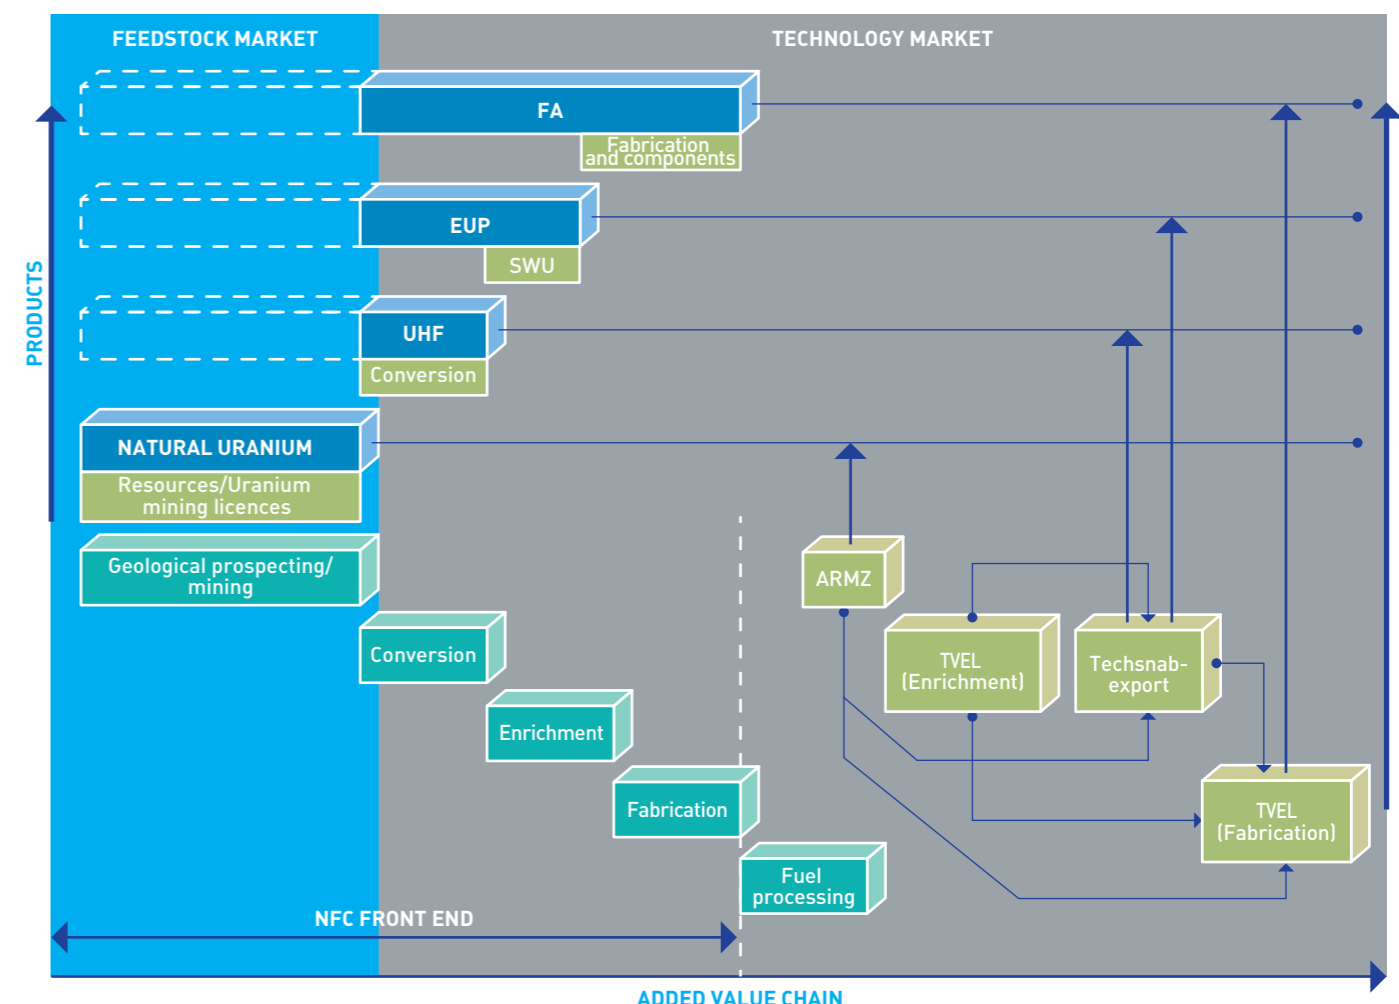 FEEDSTOCK MARKET
TECHNOLOGY MARKET
PRODUCTS
FA
Fabrication
and components
EUP
SWU
UHF
Conversion
NATURAL URANIUM
Resources/Uranium
mining licences
Geological prospecting/
mining
Conversion
Enrichment
Fabrication
Fuel
processing
ARMZ
TVEL
(Enrichment)
Techsnab-
export
TVEL
(Fabrication)
NFC FRONT END
ADDED VALUE CHAIN